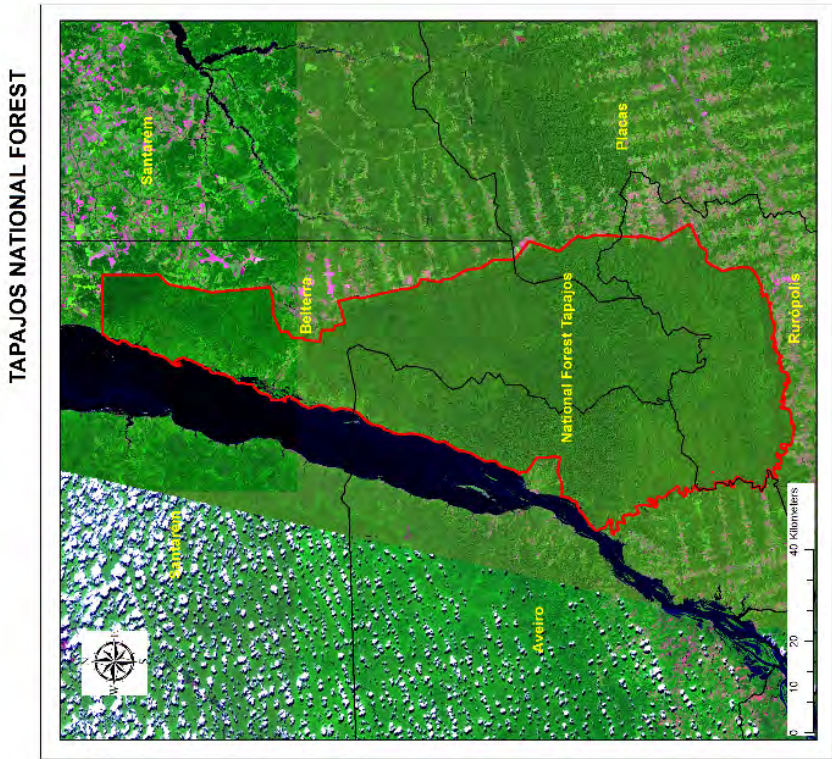 TAPAJOS NATIONAL FOREST
N
W
E
S
Santarém
Santarém
Belterra
Aveiro
National Forest Tapajos
Placas
Rurópolis
0 10 20 40 Kilometers